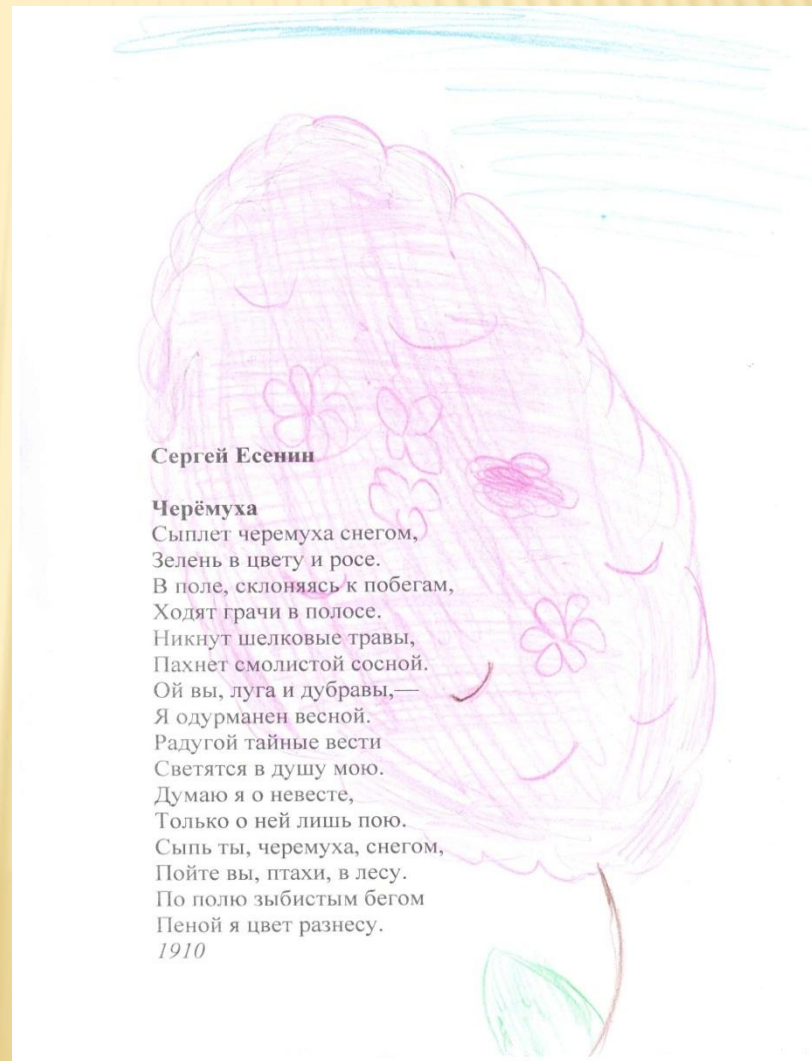 Сергей Есенин
Черёмуха
Сыплет черемуха снегом,
Зелень в цвету и росе.
В поле, склоняясь к побегам,
Ходят грачи в полосе.
Никнут шелковые травы,
Пахнет смолистой сосной.
Ой вы, луга и дубравы,—
Я одурманен весной.
Радугой тайные вести
Светятся в душу мою.
Думаю я о невесте,
Только о ней лишь пою.
Сыпь ты, черемуха, снегом,
Пойте вы, птахи, в лесу.
По полю зыбистым бегом
Пеной я цвет разнесу.
1910